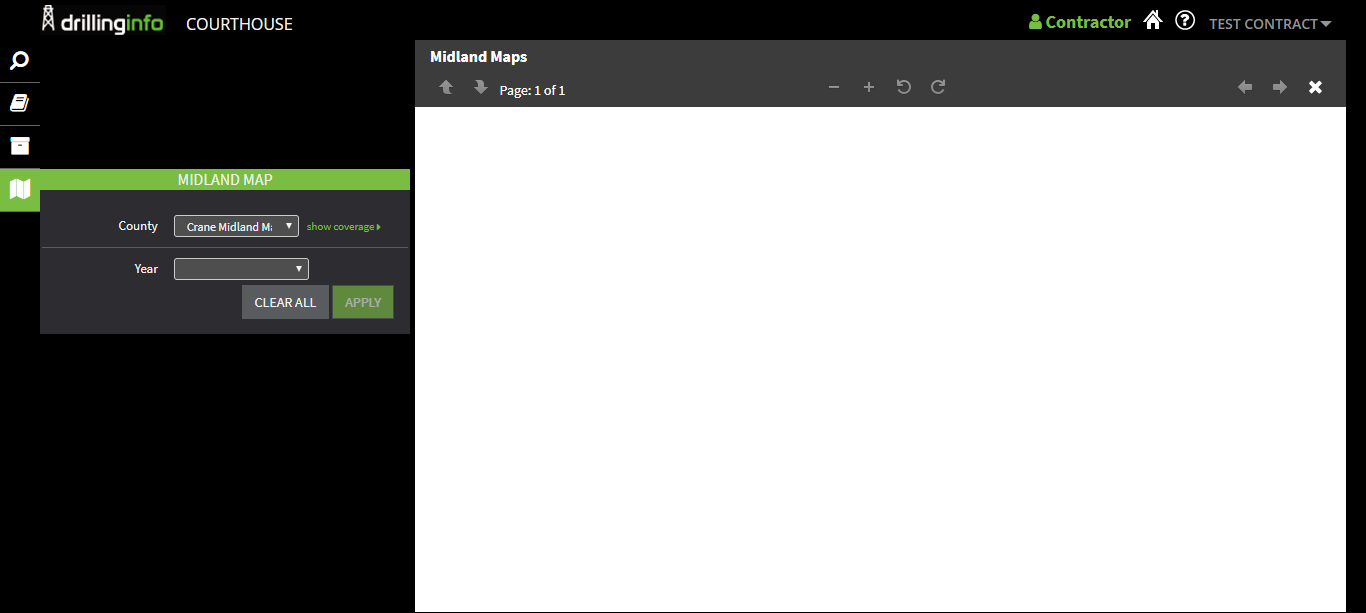 drillinginfo COURTHOUSE
Contractor TEST CONTRACT
Midland Maps
Page: 1 of 1
MIDLAND MAP
County Crane Midland Ma show coverage
Year
CLEAR ALL APPLY